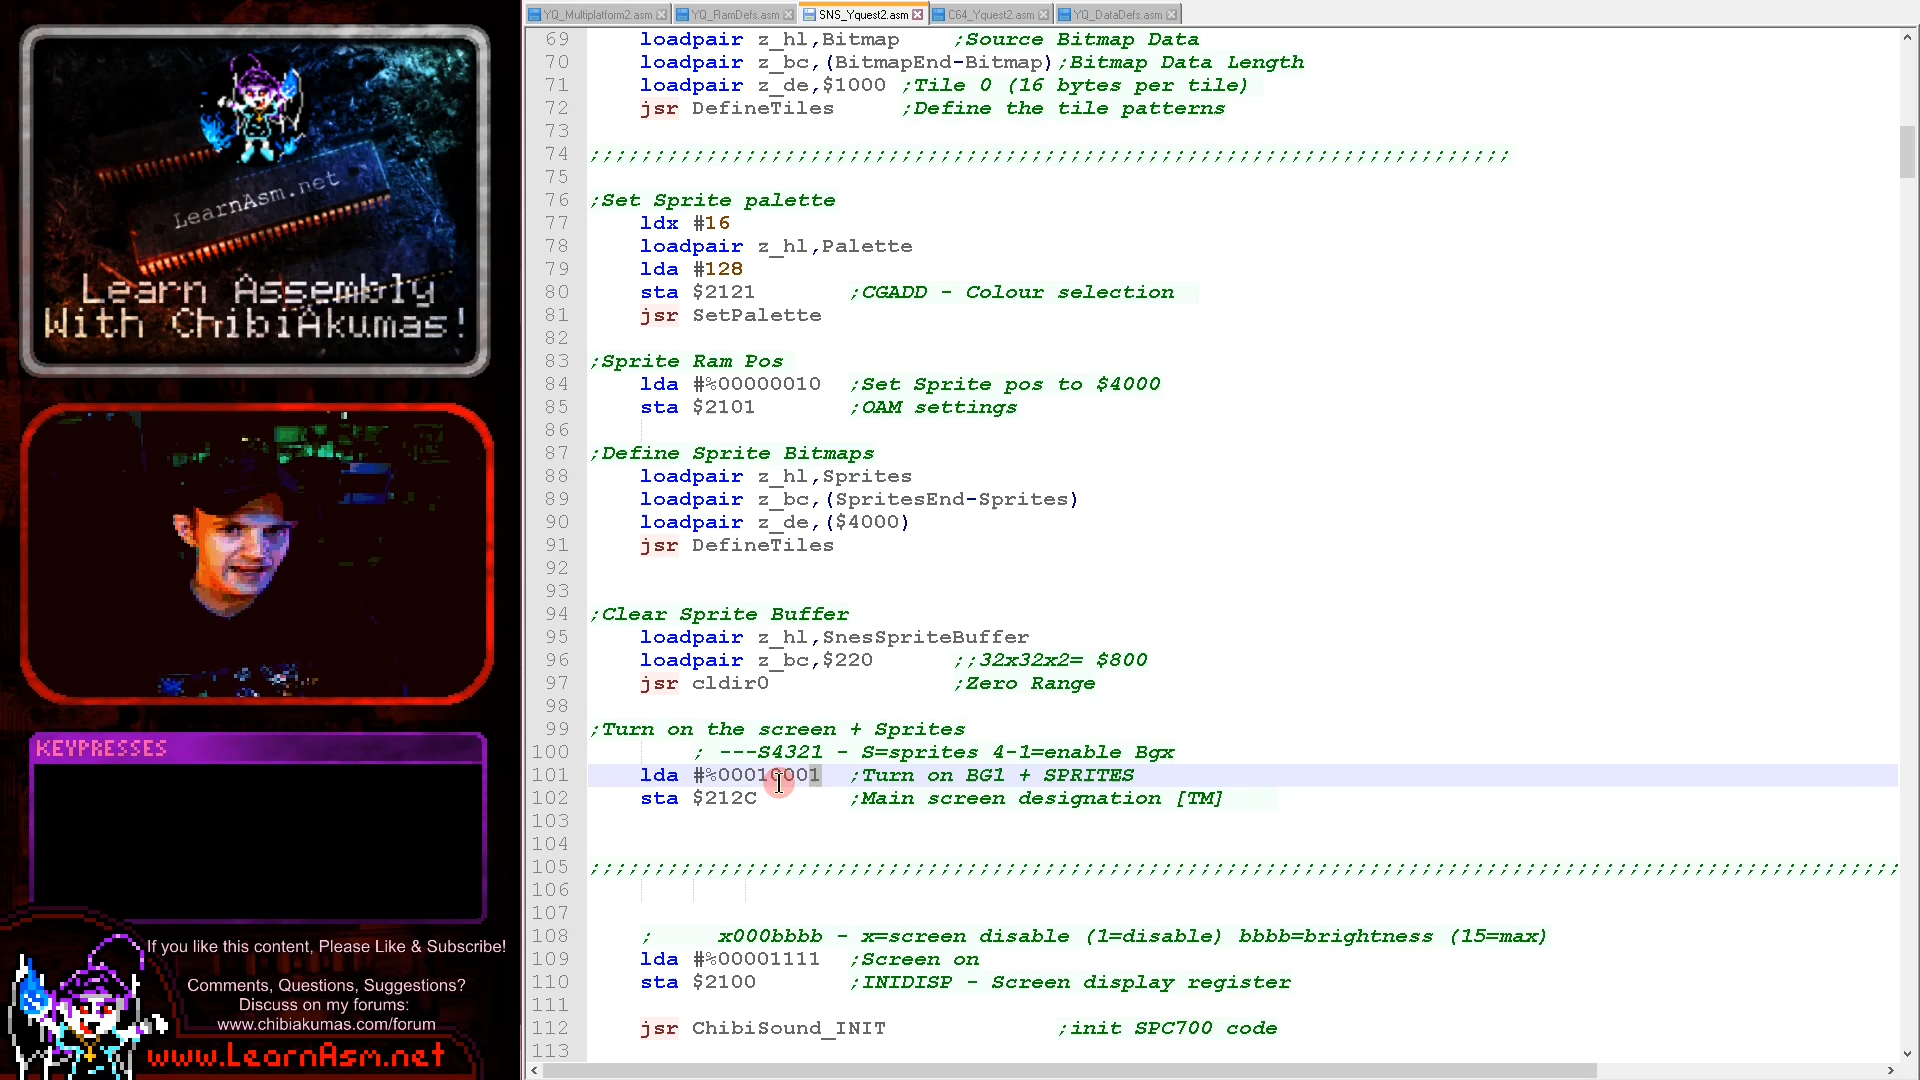 LearnAsm.net
Learn Assembly
With ChibiAkumas!
KEYPRESSES
If you like this content, Please Like & Subscribe!
Comments, Questions, Suggestions?
Discuss on my forums:
www.chibiakumas.com/forum
www.LearnAsm.net
YQ_Multiplatform2.asm YQ_RamDefs.asm SNS_Yquest2.asm C64_Yquest2.asm YQ_DataDefs.asm
69 loadpair z_hl,Bitmap ;Source Bitmap Data
70 loadpair z_bc,(BitmapEnd-Bitmap);Bitmap Data Length
71 loadpair z_de,$1000 ;Tile 0 (16 bytes per tile)
72 jsr DefineTiles ;Define the tile patterns
73
74 ;;;;;;;;;;;;;;;;;;;;;;;;;;;;;;;;;;;;;;;;;;;;;;;;;;;;;;;;;;;;;;;;;;;;;;;
75
76 ;Set Sprite palette
77 ldx #16
78 loadpair z_hl,Palette
79 lda #128
80 sta $2121 ;CGADD - Colour selection
81 jsr SetPalette
82
83 ;Sprite Ram Pos
84 lda #%00000010 ;Set Sprite pos to $4000
85 sta $2101 ;OAM settings
86
87 ;Define Sprite Bitmaps
88 loadpair z_hl,Sprites
89 loadpair z_bc,(SpritesEnd-Sprites)
90 loadpair z_de,($4000)
91 jsr DefineTiles
92
93
94 ;Clear Sprite Buffer
95 loadpair z_hl,SnesSpriteBuffer
96 loadpair z_bc,$220 ;;32x32x2= $800
97 jsr cldir0 ;Zero Range
98
99 ;Turn on the screen + Sprites
100 ; ---S4321 - S=sprites 4-1=enable Bgx
101 lda #%00010001 ;Turn on BG1 + SPRITES
102 sta $212C ;Main screen designation [TM]
103
104
105 ;;;;;;;;;;;;;;;;;;;;;;;;;;;;;;;;;;;;;;;;;;;;;;;;;;;;;;;;;;;;;;;;;;;;;;;;;;;;;;;;;;;;;;;;;;;;;;;;;;;;;
106
107
108 ; x000bbbb - x=screen disable (1=disable) bbbb=brightness (15=max)
109 lda #%00001111 ;Screen on
110 sta $2100 ;INIDISP - Screen display register
111
112 jsr ChibiSound_INIT ;init SPC700 code
113